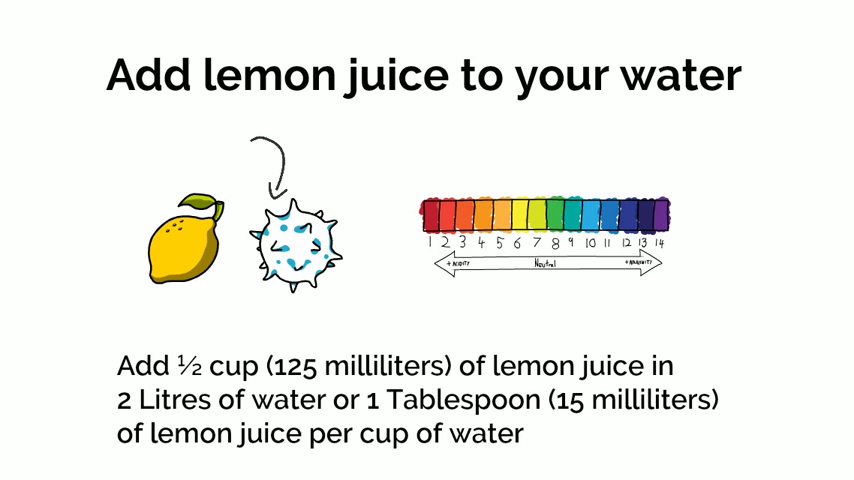 Add lemon juice to your water
1 2 3 4 5 6 7 8 9 10 11 12 13 14
+ ACIDITY Neutral + ALKALINITY
Add ½ cup (125 milliliters) of lemon juice in
2 Litres of water or 1 Tablespoon (15 milliliters)
of lemon juice per cup of water